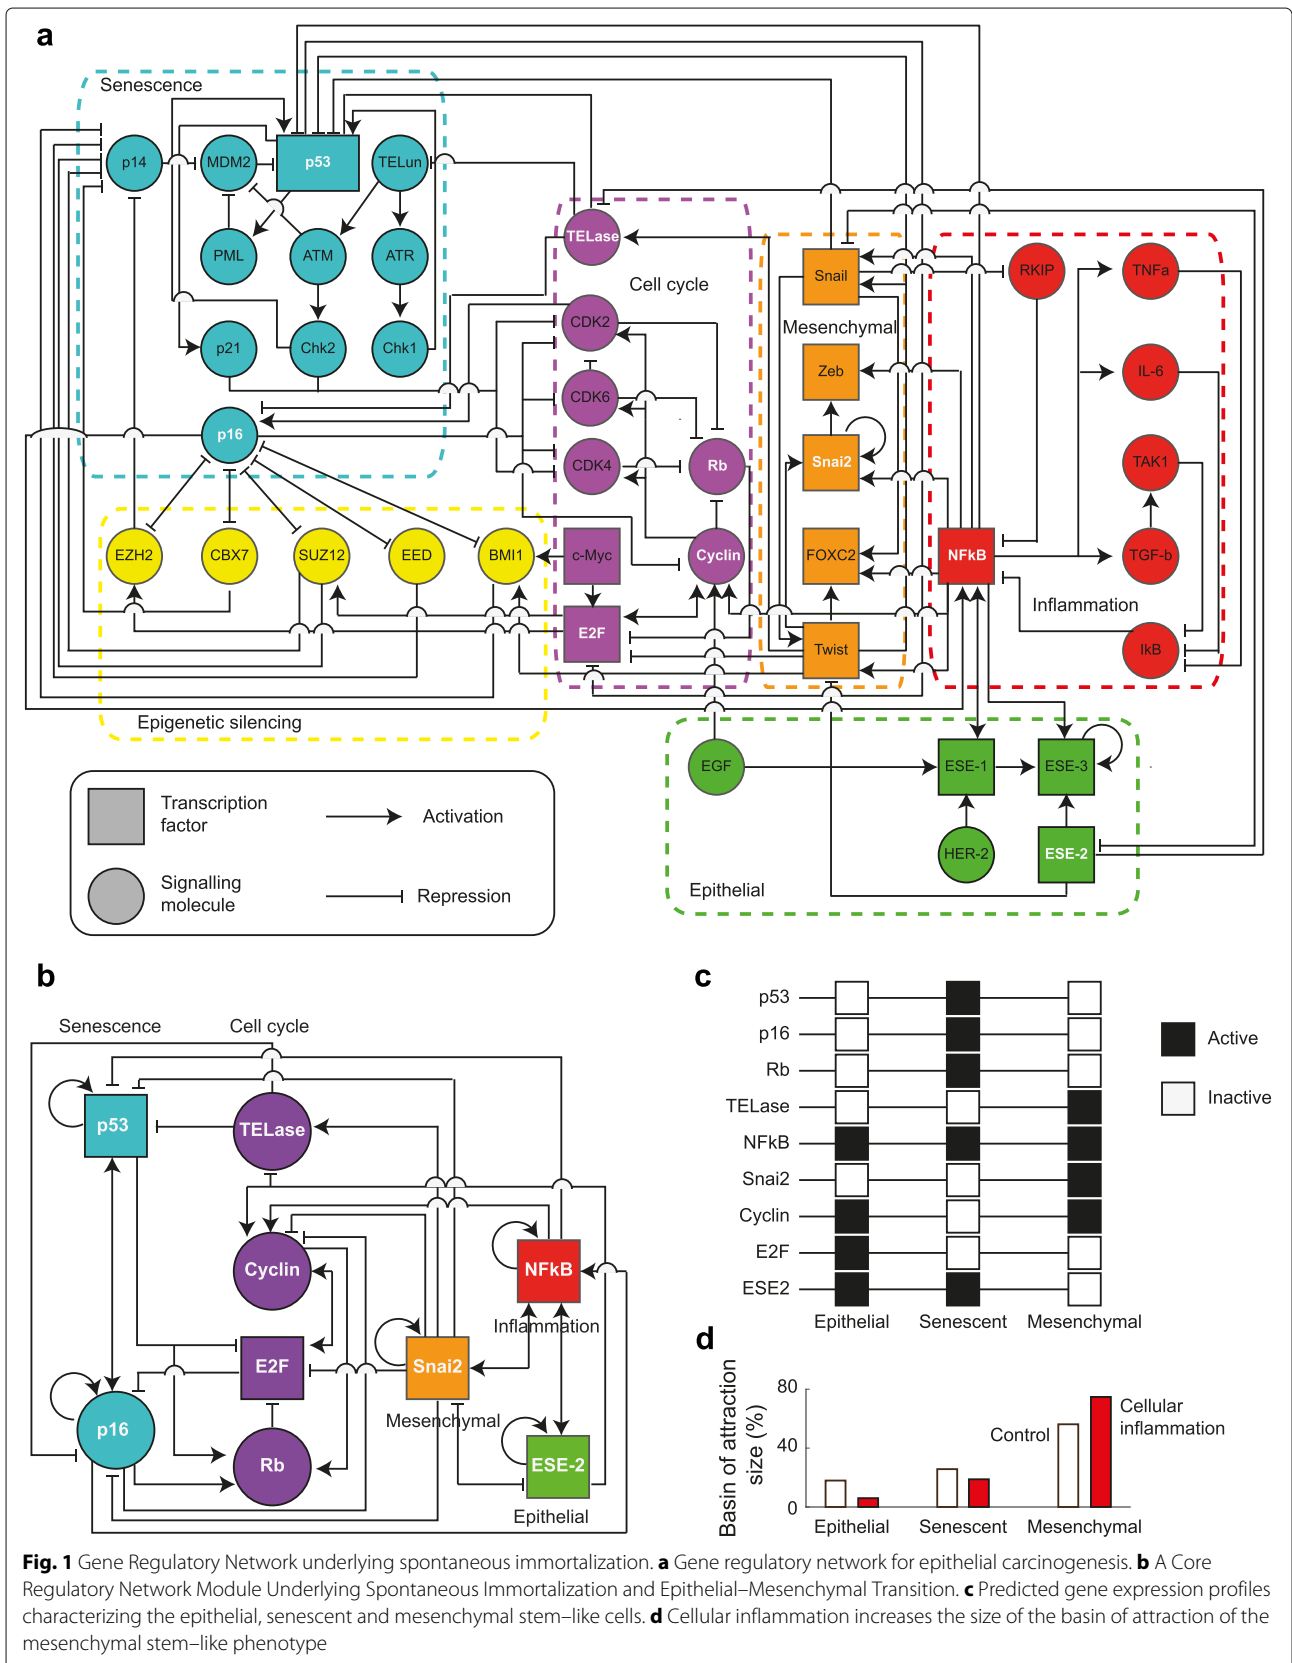 a
Senescence
p14
MDM2
p53
TELun
PML
ATM
ATR
p21
Chk2
Chk1
p16
TELase
Cell cycle
CDK2
CDK6
CDK4
Rb
c-Myc
Cyclin
E2F
Snail
Mesenchymal
Zeb
Snai2
FOXC2
Twist
RKIP
TNFa
IL-6
TAK1
NFkB
TGF-b
Inflammation
IkB
EZH2
CBX7
SUZ12
EED
BMI1
Epigenetic silencing
EGF
ESE-1
ESE-3
HER-2
ESE-2
Epithelial
Transcription
factor
Activation
Signalling
molecule
Repression
b
Senescence
Cell cycle
p53
TELase
Cyclin
NFkB
Inflammation
E2F
Snai2
Mesenchymal
p16
Rb
ESE-2
Epithelial
c
p53
p16
Rb
TELase
NFkB
Snai2
Cyclin
E2F
ESE2
Epithelial
Senescent
Mesenchymal
Active
Inactive
d
Basin of attraction
size (%)
80
40
0
Control
Cellular
inflammation
Epithelial
Senescent
Mesenchymal
Fig. 1 Gene Regulatory Network underlying spontaneous immortalization. a Gene regulatory network for epithelial carcinogenesis. b A Core
Regulatory Network Module Underlying Spontaneous Immortalization and Epithelial–Mesenchymal Transition. c Predicted gene expression profiles
characterizing the epithelial, senescent and mesenchymal stem–like cells. d Cellular inflammation increases the size of the basin of attraction of the
mesenchymal stem–like phenotype